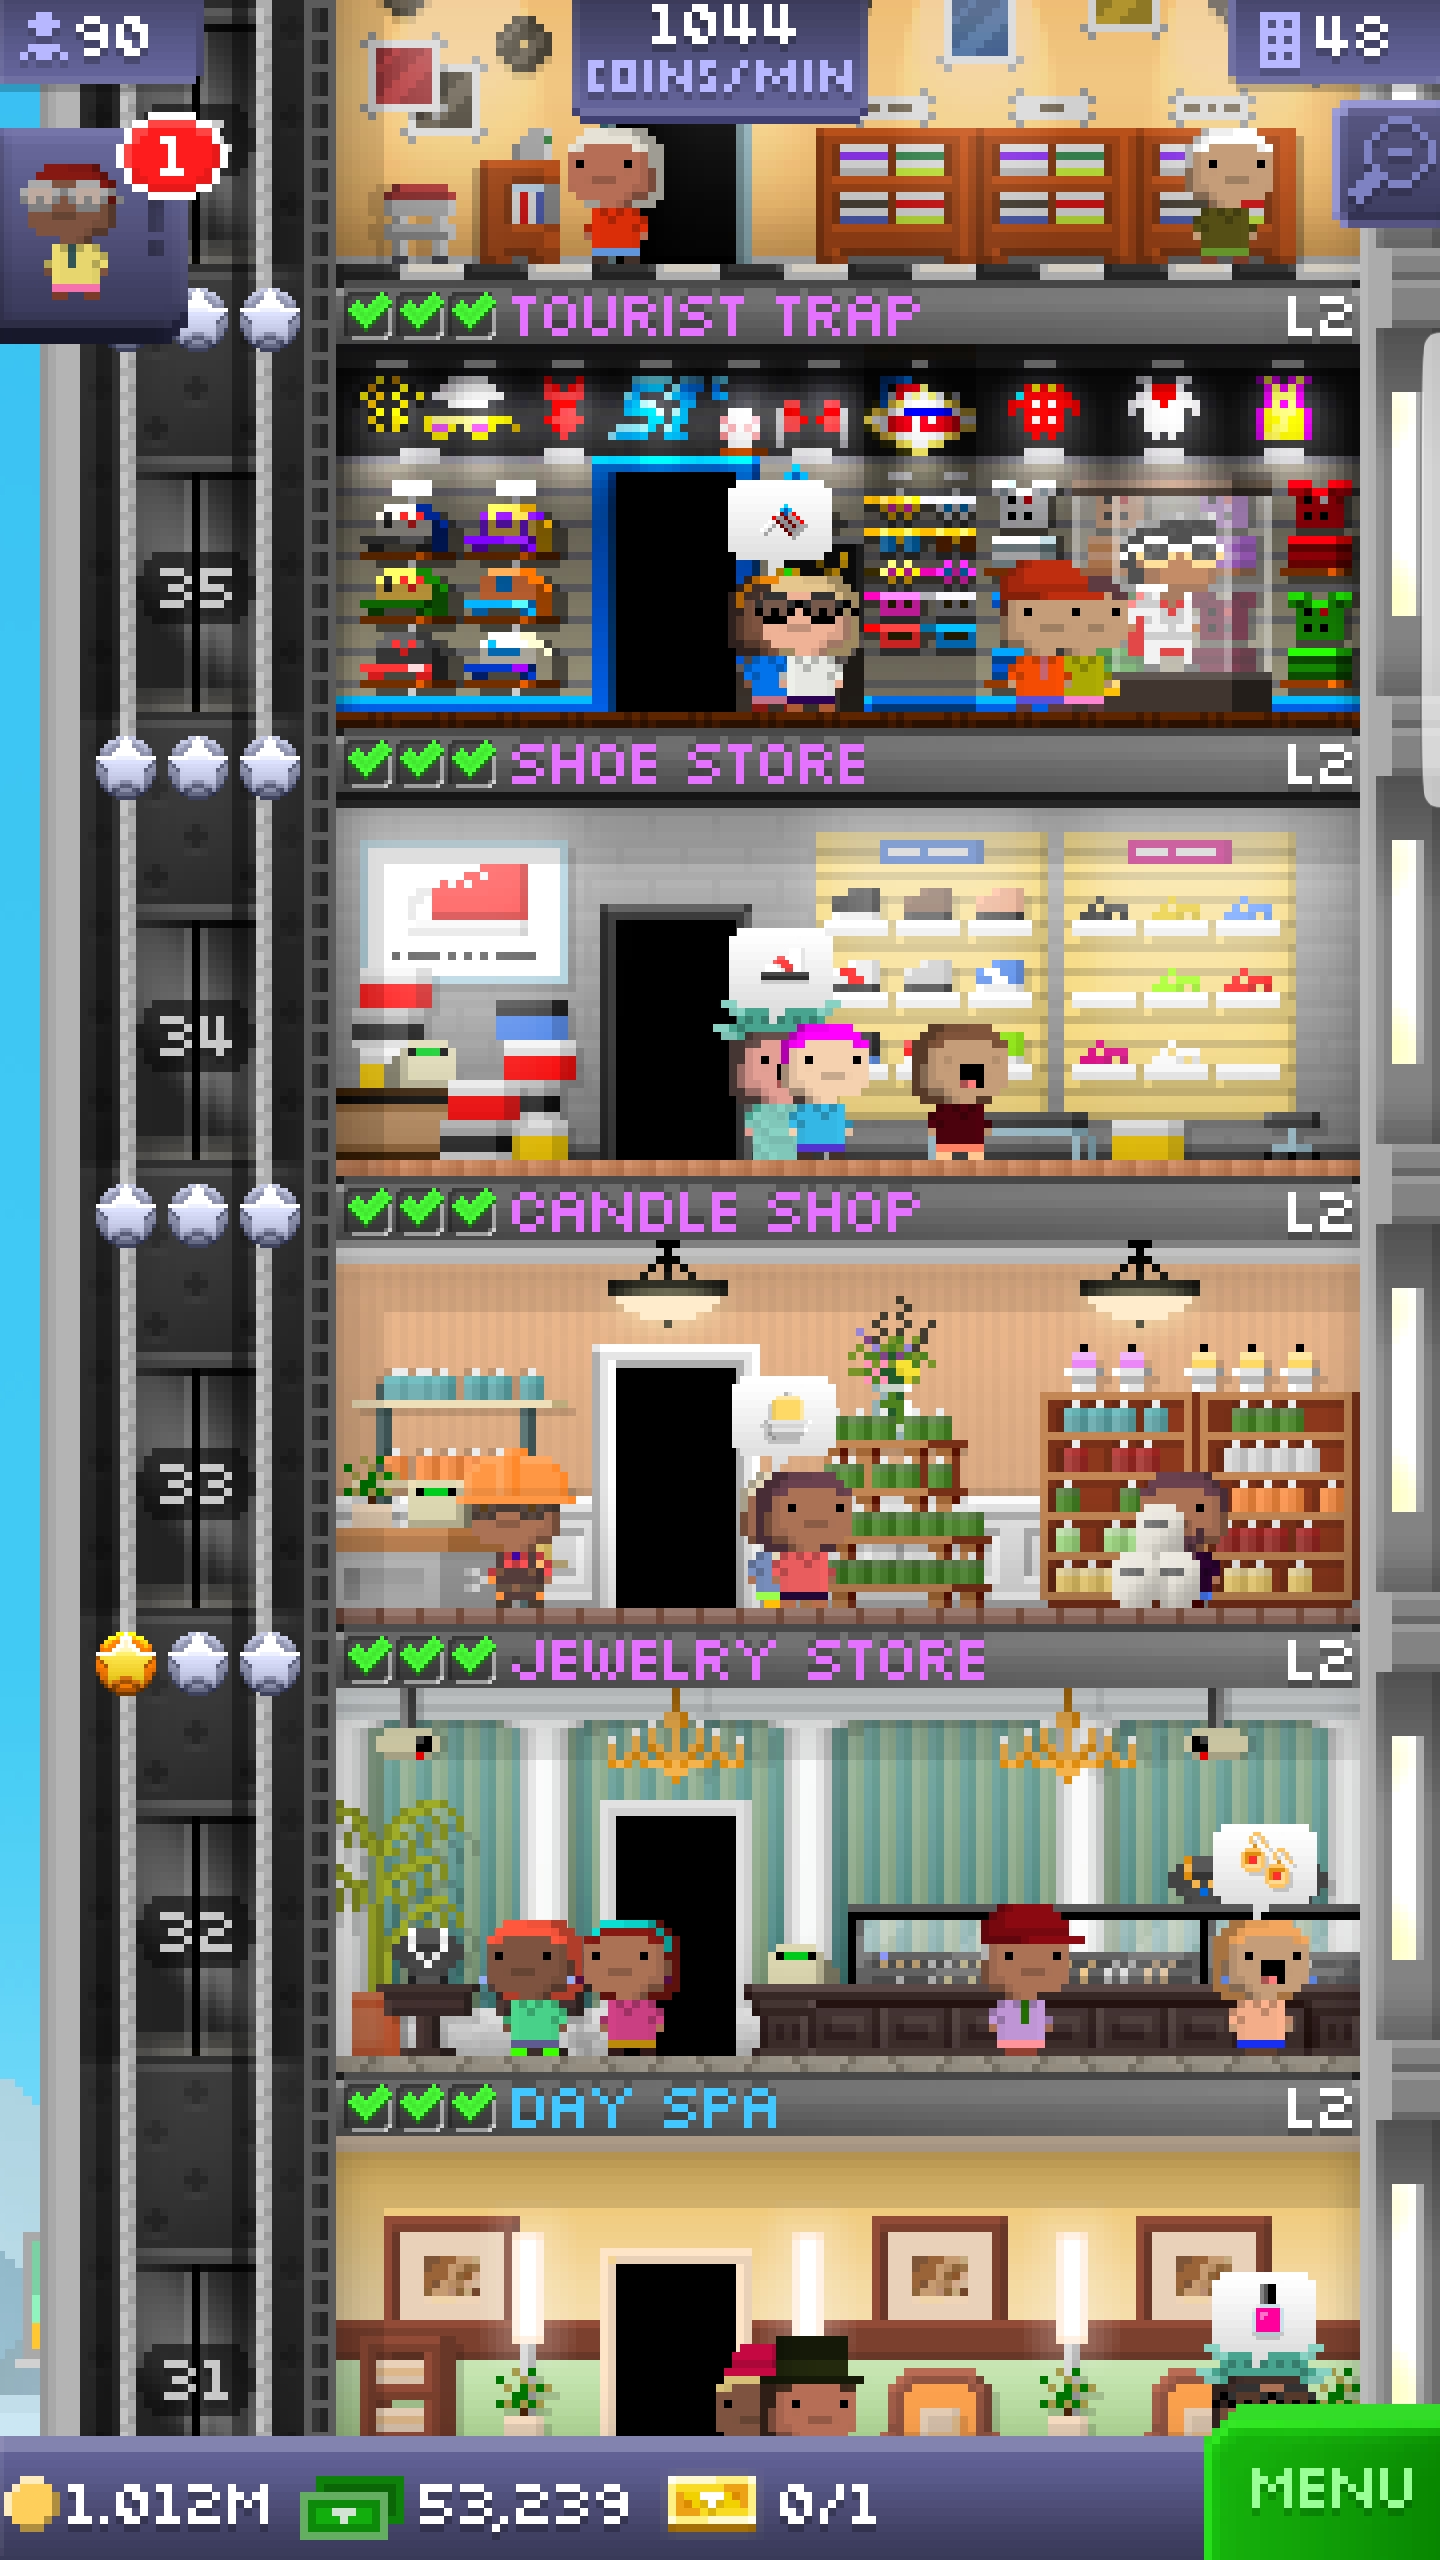 90
1044
COINS/MIN
48
1
TOURIST TRAP
L2
35
SHOE STORE
L2
34
CANDLE SHOP
L2
33
JEWELRY STORE
L2
32
DAY SPA
L2
31
1.012M
53,239
0/1
MENU